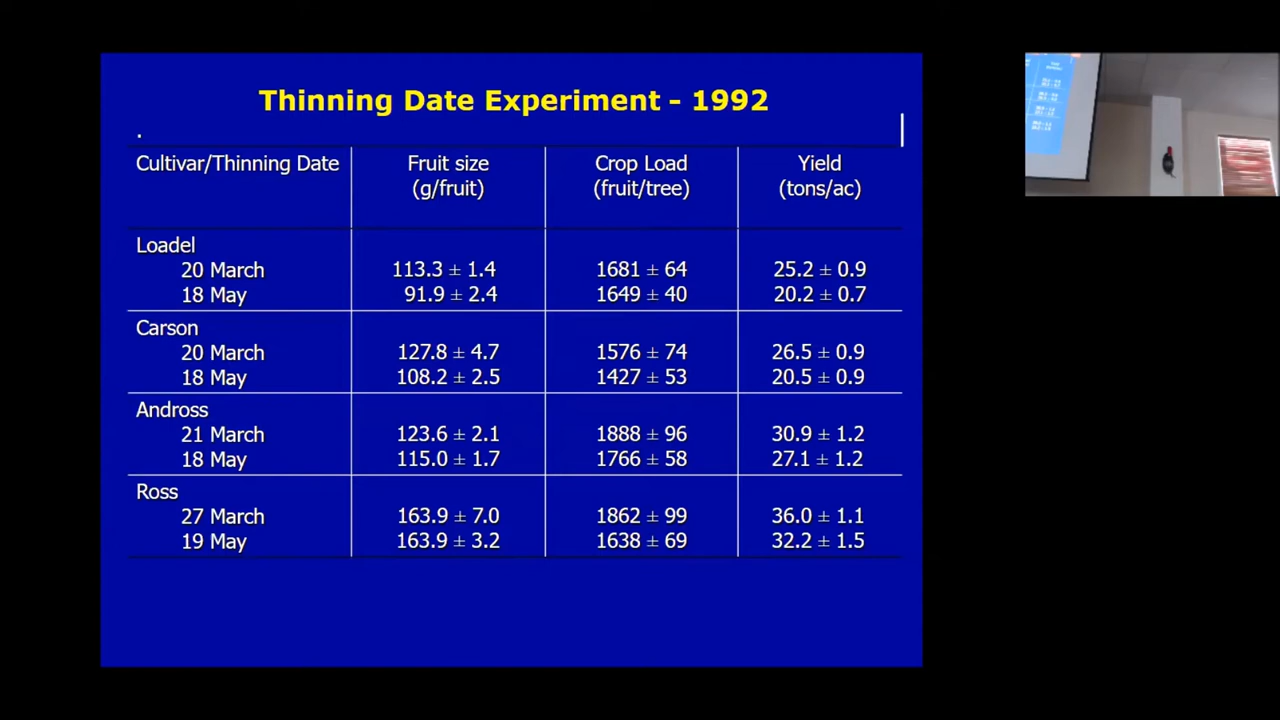 Thinning Date Experiment - 1992
.
Cultivar/Thinning Date Fruit size Crop Load Yield
(g/fruit) (fruit/tree) (tons/ac)
Loadel
20 March 113.3 ± 1.4 1681 ± 64 25.2 ± 0.9
18 May 91.9 ± 2.4 1649 ± 40 20.2 ± 0.7
Carson
20 March 127.8 ± 4.7 1576 ± 74 26.5 ± 0.9
18 May 108.2 ± 2.5 1427 ± 53 20.5 ± 0.9
Andross
21 March 123.6 ± 2.1 1888 ± 96 30.9 ± 1.2
18 May 115.0 ± 1.7 1766 ± 58 27.1 ± 1.2
Ross
27 March 163.9 ± 7.0 1862 ± 99 36.0 ± 1.1
19 May 163.9 ± 3.2 1638 ± 69 32.2 ± 1.5